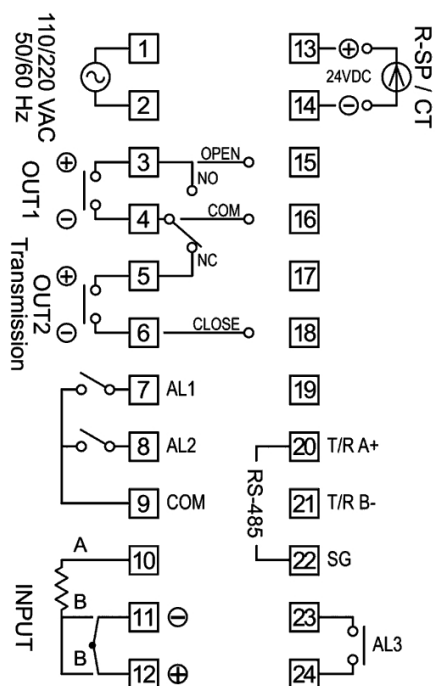 110/220 VAC
50/60 Hz
1
2
OUT1
3
4
OPEN
NO
COM
OUT2
Transmission
5
6
NC
CLOSE
7 AL1
8 AL2
9 COM
INPUT
A
B
B
10
11
12
R-SP / CT
13
14
24VDC
15
16
17
18
19
RS-485
20 T/R A+
21 T/R B-
22 SG
23
24
AL3